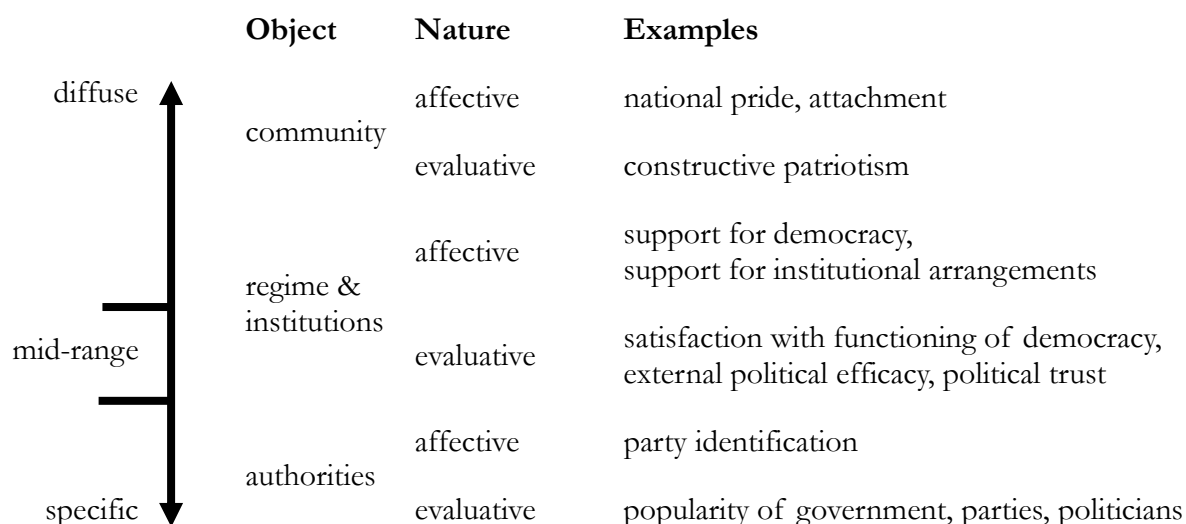 Object Nature Examples
diffuse
affective national pride, attachment
community
evaluative constructive patriotism
affective support for democracy,
support for institutional arrangements
regime &
institutions
mid-range
evaluative satisfaction with functioning of democracy,
external political efficacy, political trust
affective party identification
authorities
specific evaluative popularity of government, parties, politicians